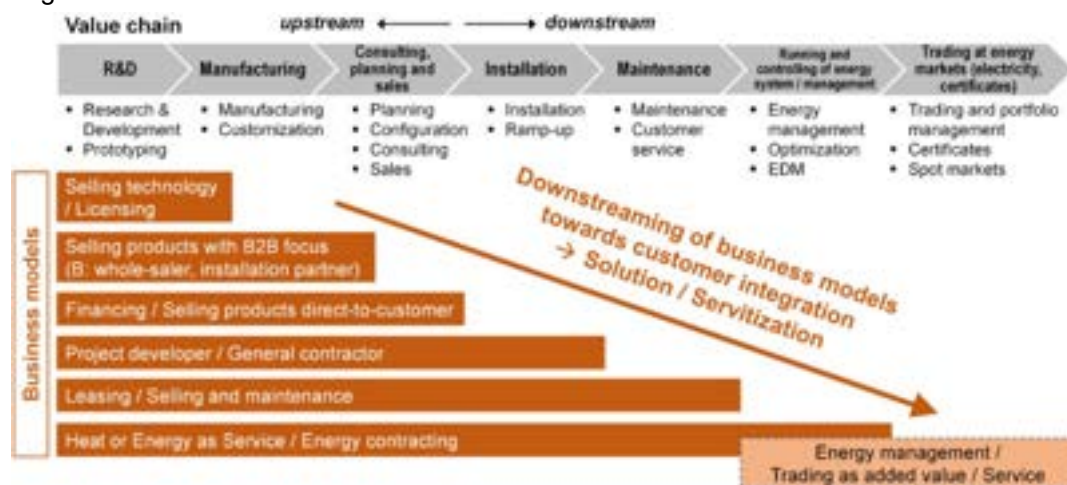 Value chain
upstream
downstream
R&D
Manufacturing
Consulting,
planning and
sales
Installation
Maintenance
Running and
controlling of energy
system / management
Trading at energy
markets (electricity,
certificates)
• Research &
Development
• Prototyping
• Manufacturing
• Customization
• Planning
• Configuration
• Consulting
• Sales
• Installation
• Ramp-up
• Maintenance
• Customer
service
• Energy
management
• Optimization
• EDM
• Trading and portfolio
management
• Certificates
• Spot markets
Business models
Selling technology
/ Licensing
Selling products with B2B focus
(B: whole-saler, installation partner)
Financing / Selling products direct-to-customer
Project developer / General contractor
Leasing / Selling and maintenance
Heat or Energy as Service / Energy contracting
Downstreaming of business models
towards customer integration
→ Solution / Servitization
Energy management /
Trading as added value / Service